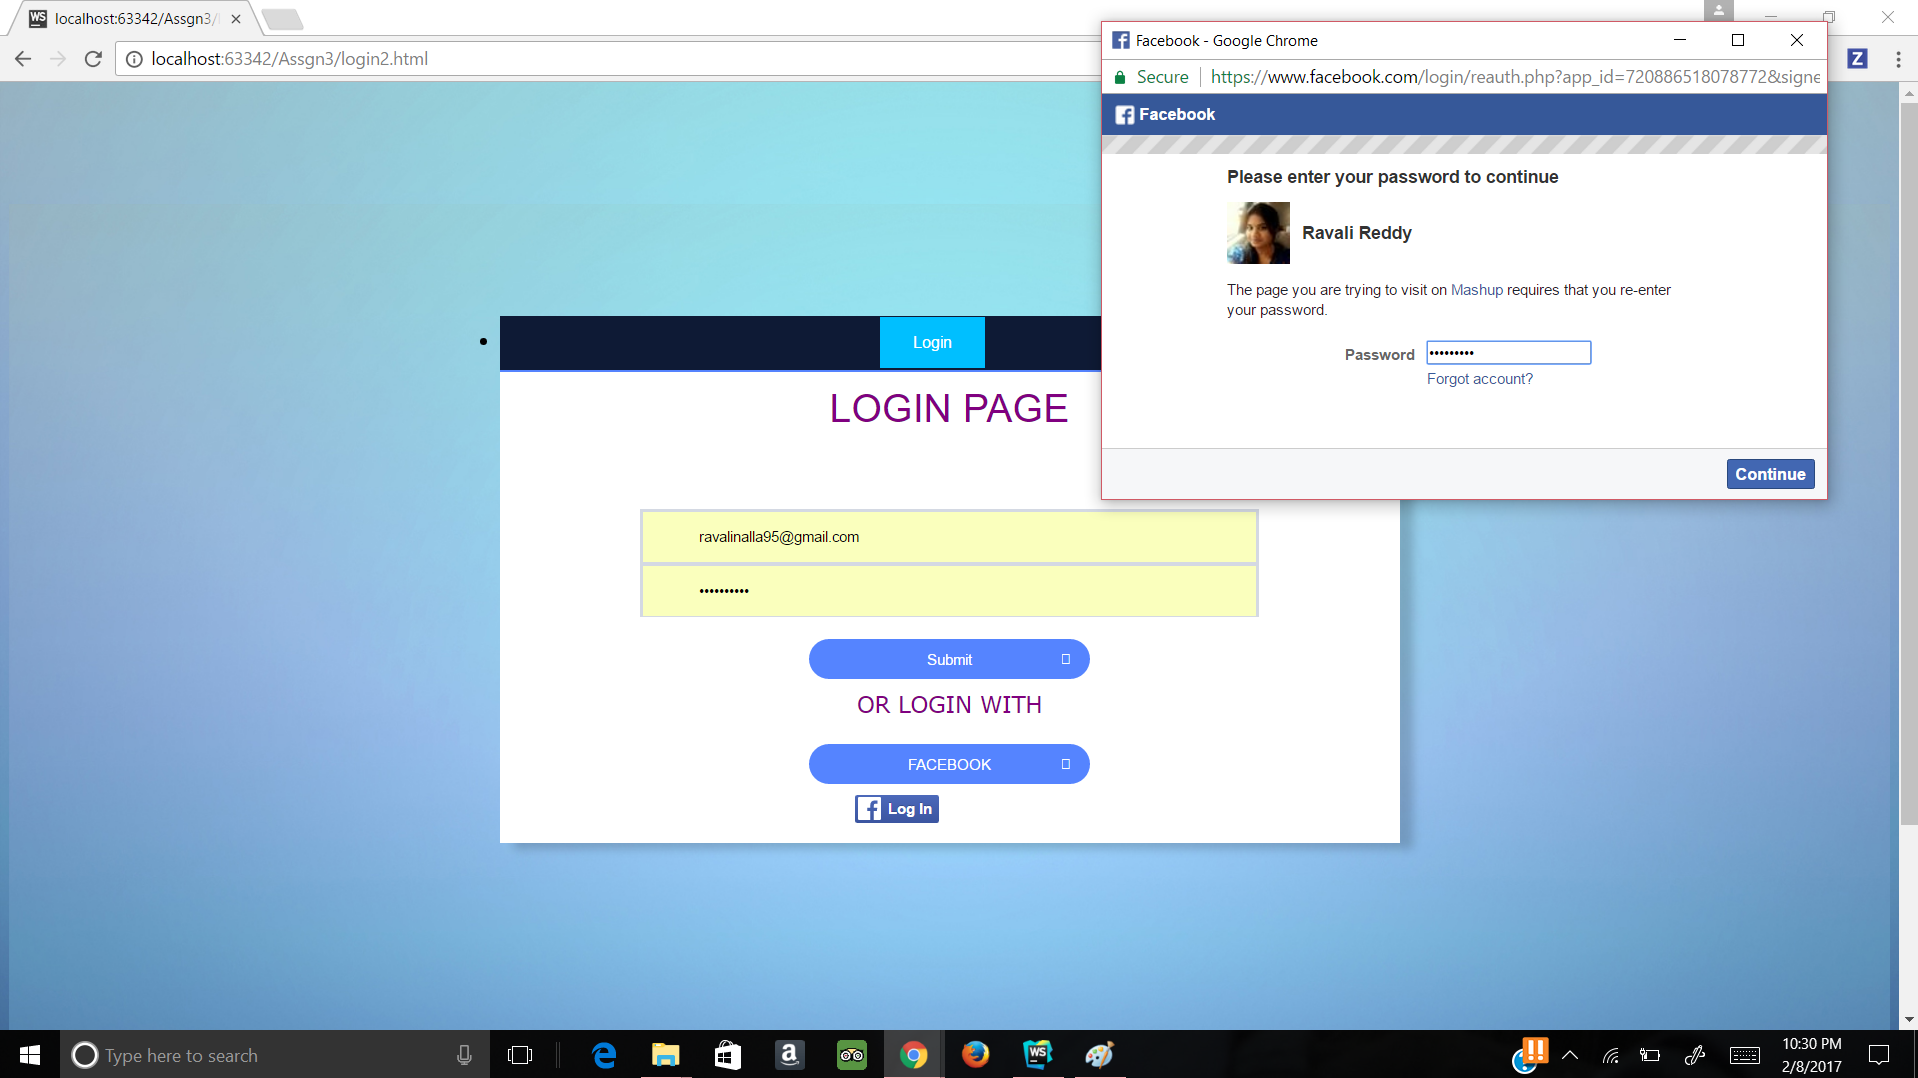 WS localhost:63342/Assgn3/
localhost:63342/Assgn3/login2.html
Z
Login
LOGIN PAGE
ravalinalla95@gmail.com
••••••••••
Submit
OR LOGIN WITH
FACEBOOK
f Log In
Facebook - Google Chrome
Secure https://www.facebook.com/login/reauth.php?app_id=720886518078772&signe
Facebook
Please enter your password to continue
Ravali Reddy
The page you are trying to visit on Mashup requires that you re-enter
your password.
Password •••••••••
Forgot account?
Continue
Type here to search
a
WS
10:30 PM
2/8/2017